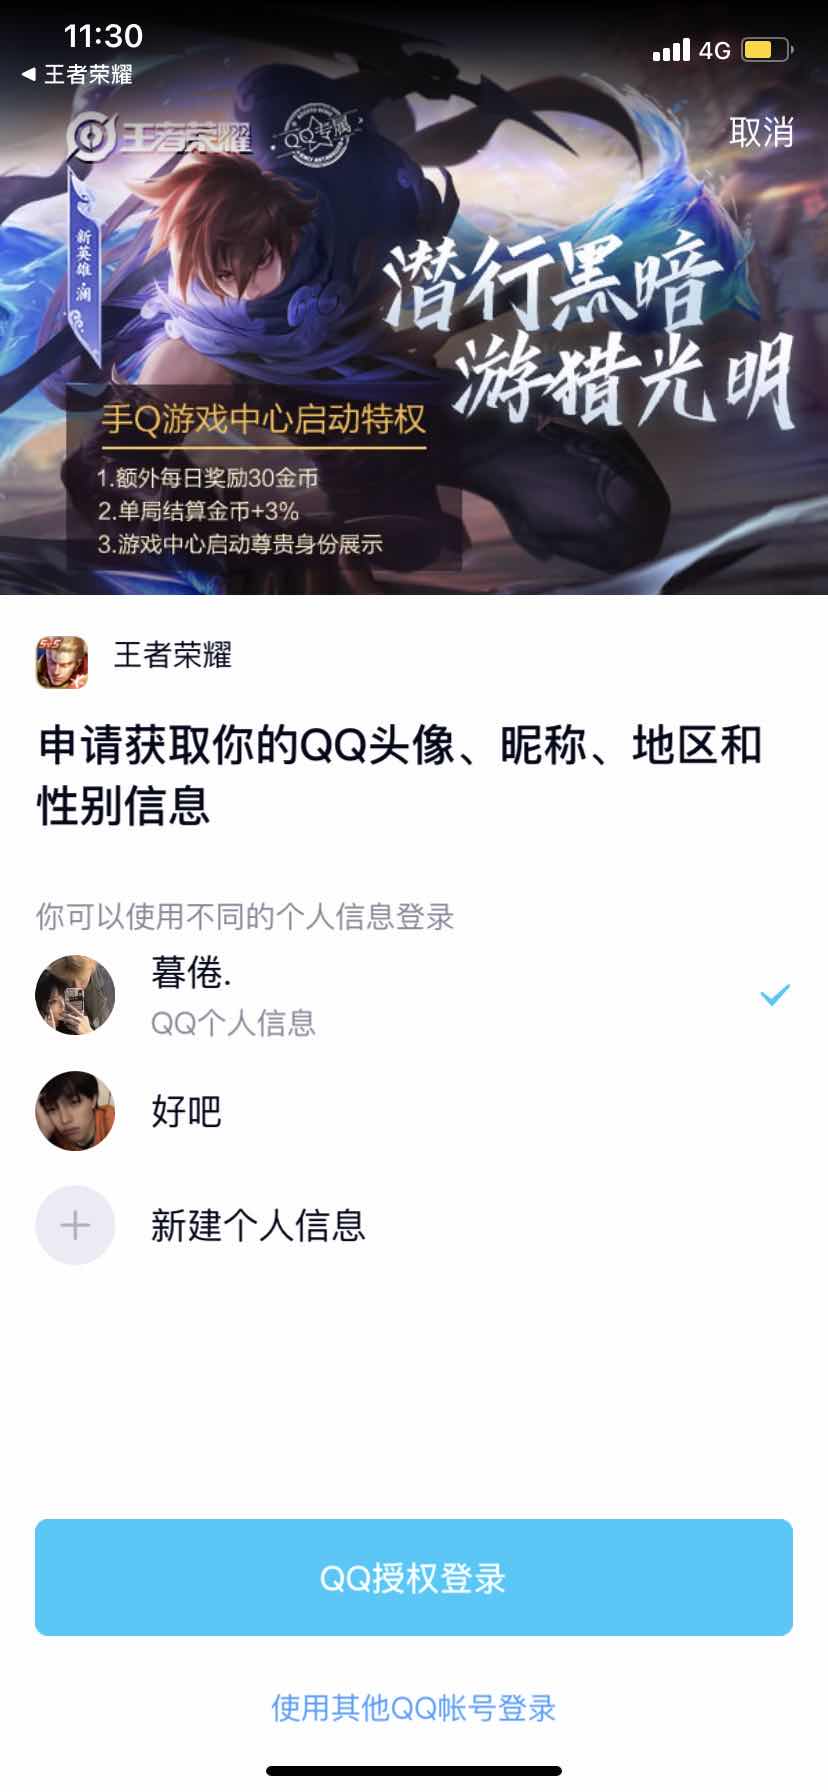 11:30
4G
王者荣耀
王者荣耀
QQ专属
取消
新英雄 澜
潜行黑暗
游猎光明
手Q游戏中心启动特权
1.额外每日奖励30金币
2.单局结算金币+3%
3.游戏中心启动尊贵身份展示
5v5
王者荣耀
申请获取你的QQ头像、昵称、地区和
性别信息
你可以使用不同的个人信息登录
暮倦.
QQ个人信息
好吧
新建个人信息
QQ授权登录
使用其他QQ帐号登录